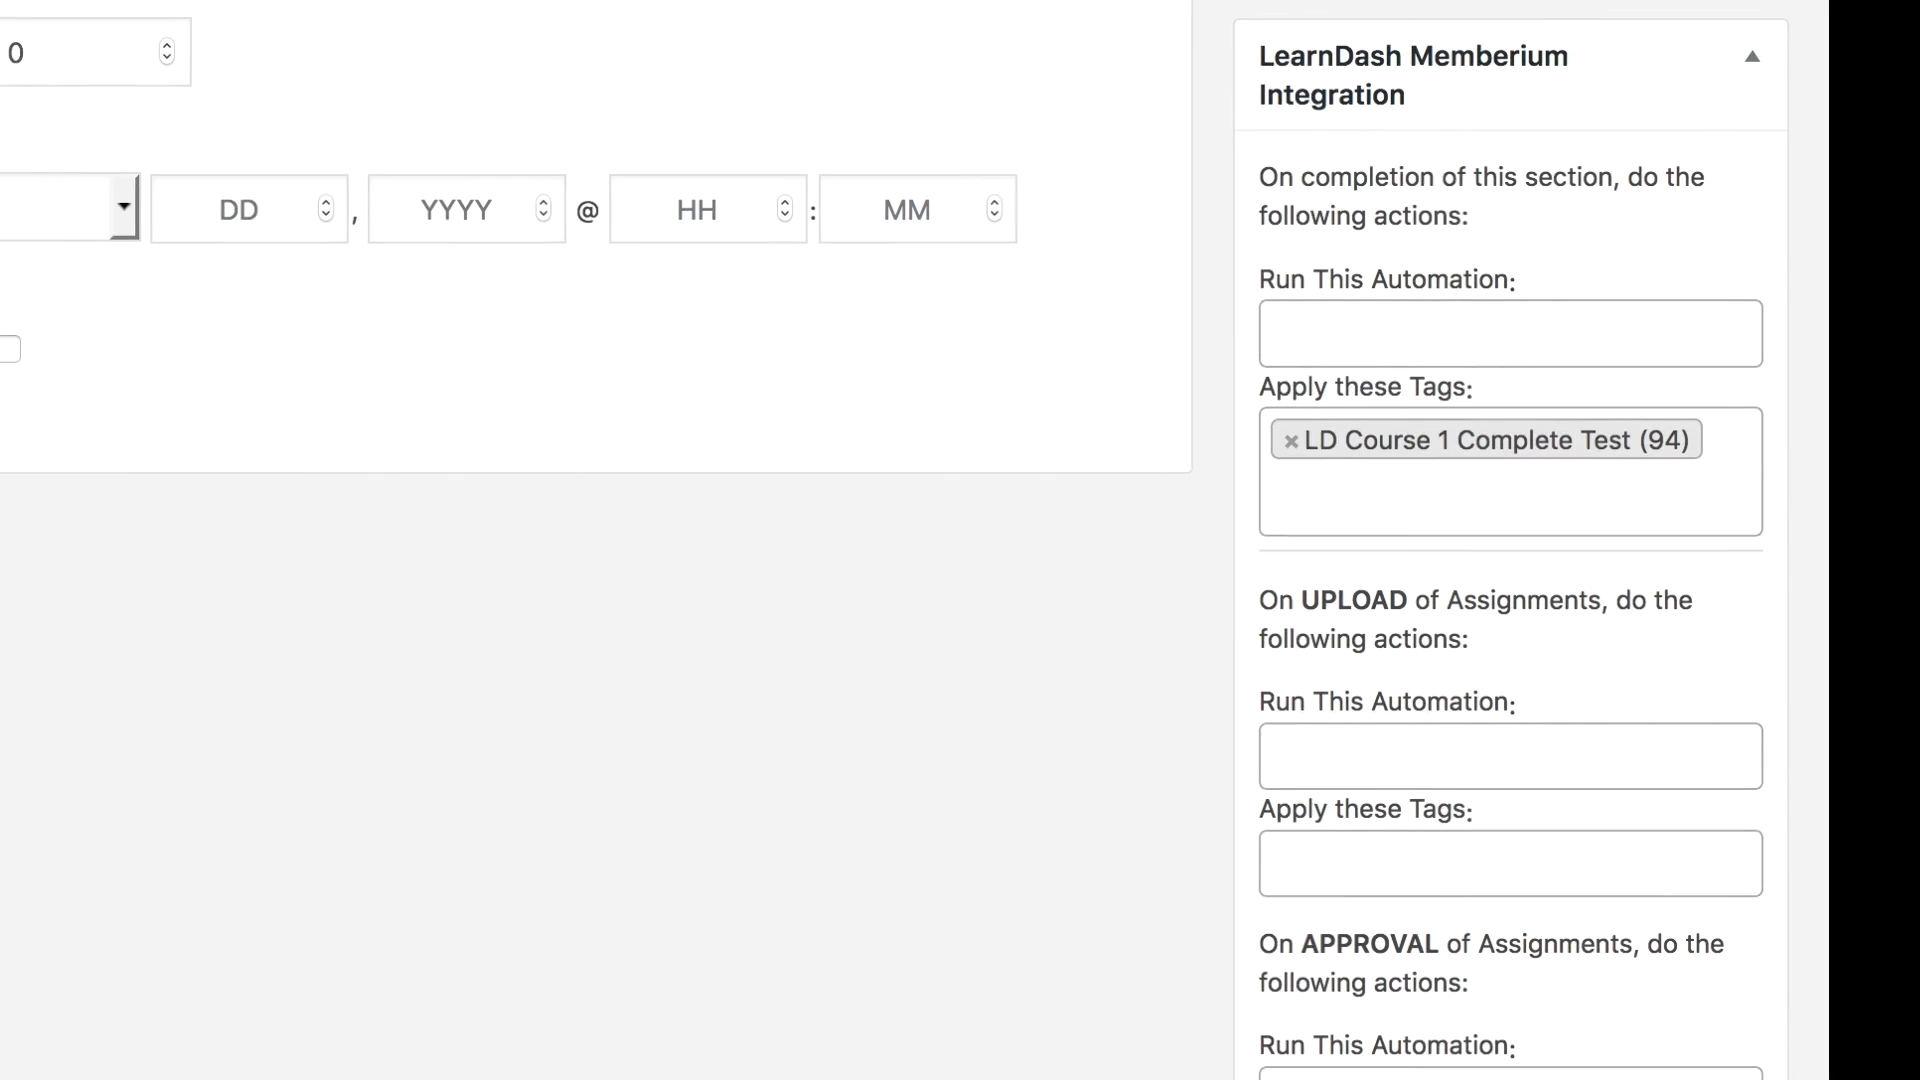 0
DD , YYYY @ HH : MM
LearnDash Memberium
Integration
On completion of this section, do the
following actions:
Run This Automation:
Apply these Tags:
×LD Course 1 Complete Test (94)
On UPLOAD of Assignments, do the
following actions:
Run This Automation:
Apply these Tags:
On APPROVAL of Assignments, do the
following actions:
Run This Automation: